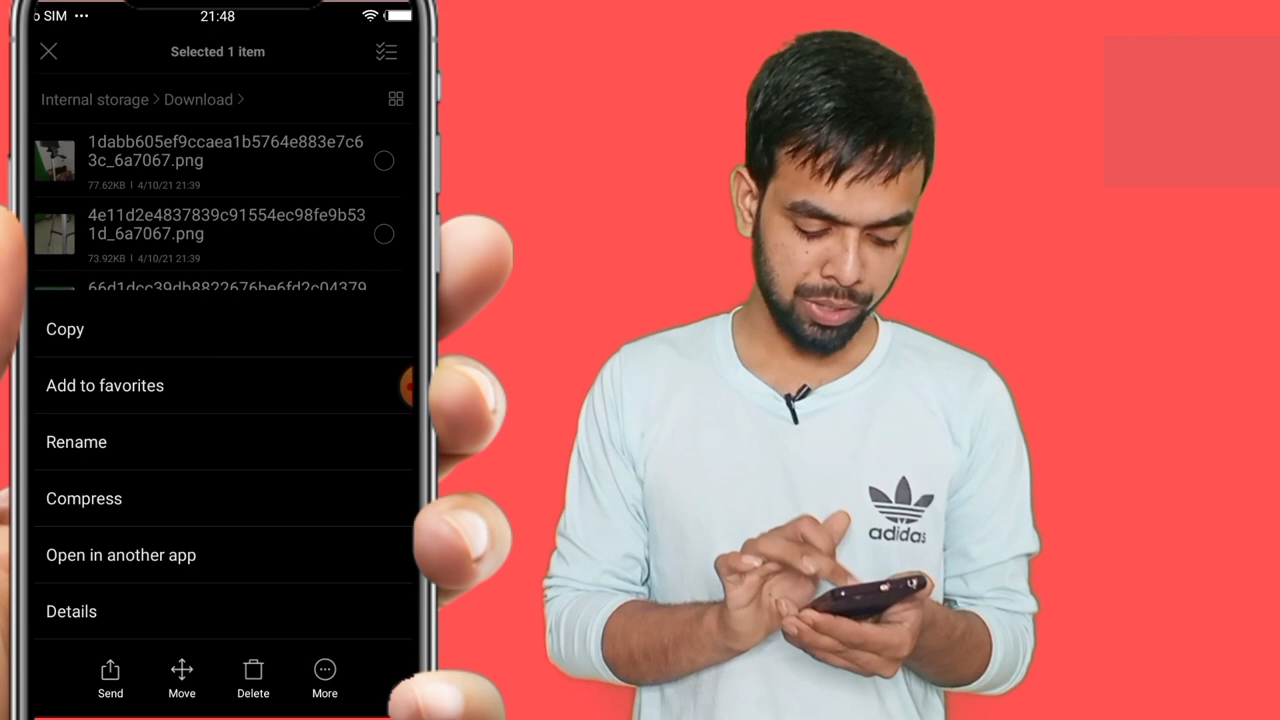 o SIM ••• 21:48
Selected 1 item
Internal storage > Download >
1dabb605ef9ccaea1b5764e883e7c6
3c_6a7067.png
77.62KB | 4/10/21 21:39
4e11d2e4837839c91554ec98fe9b53
1d_6a7067.png
73.92KB | 4/10/21 21:39
66d1dcc39db8822676be6fd2c04379
Copy
Add to favorites
Rename
Compress
Open in another app
Details
Send Move Delete More
adidas